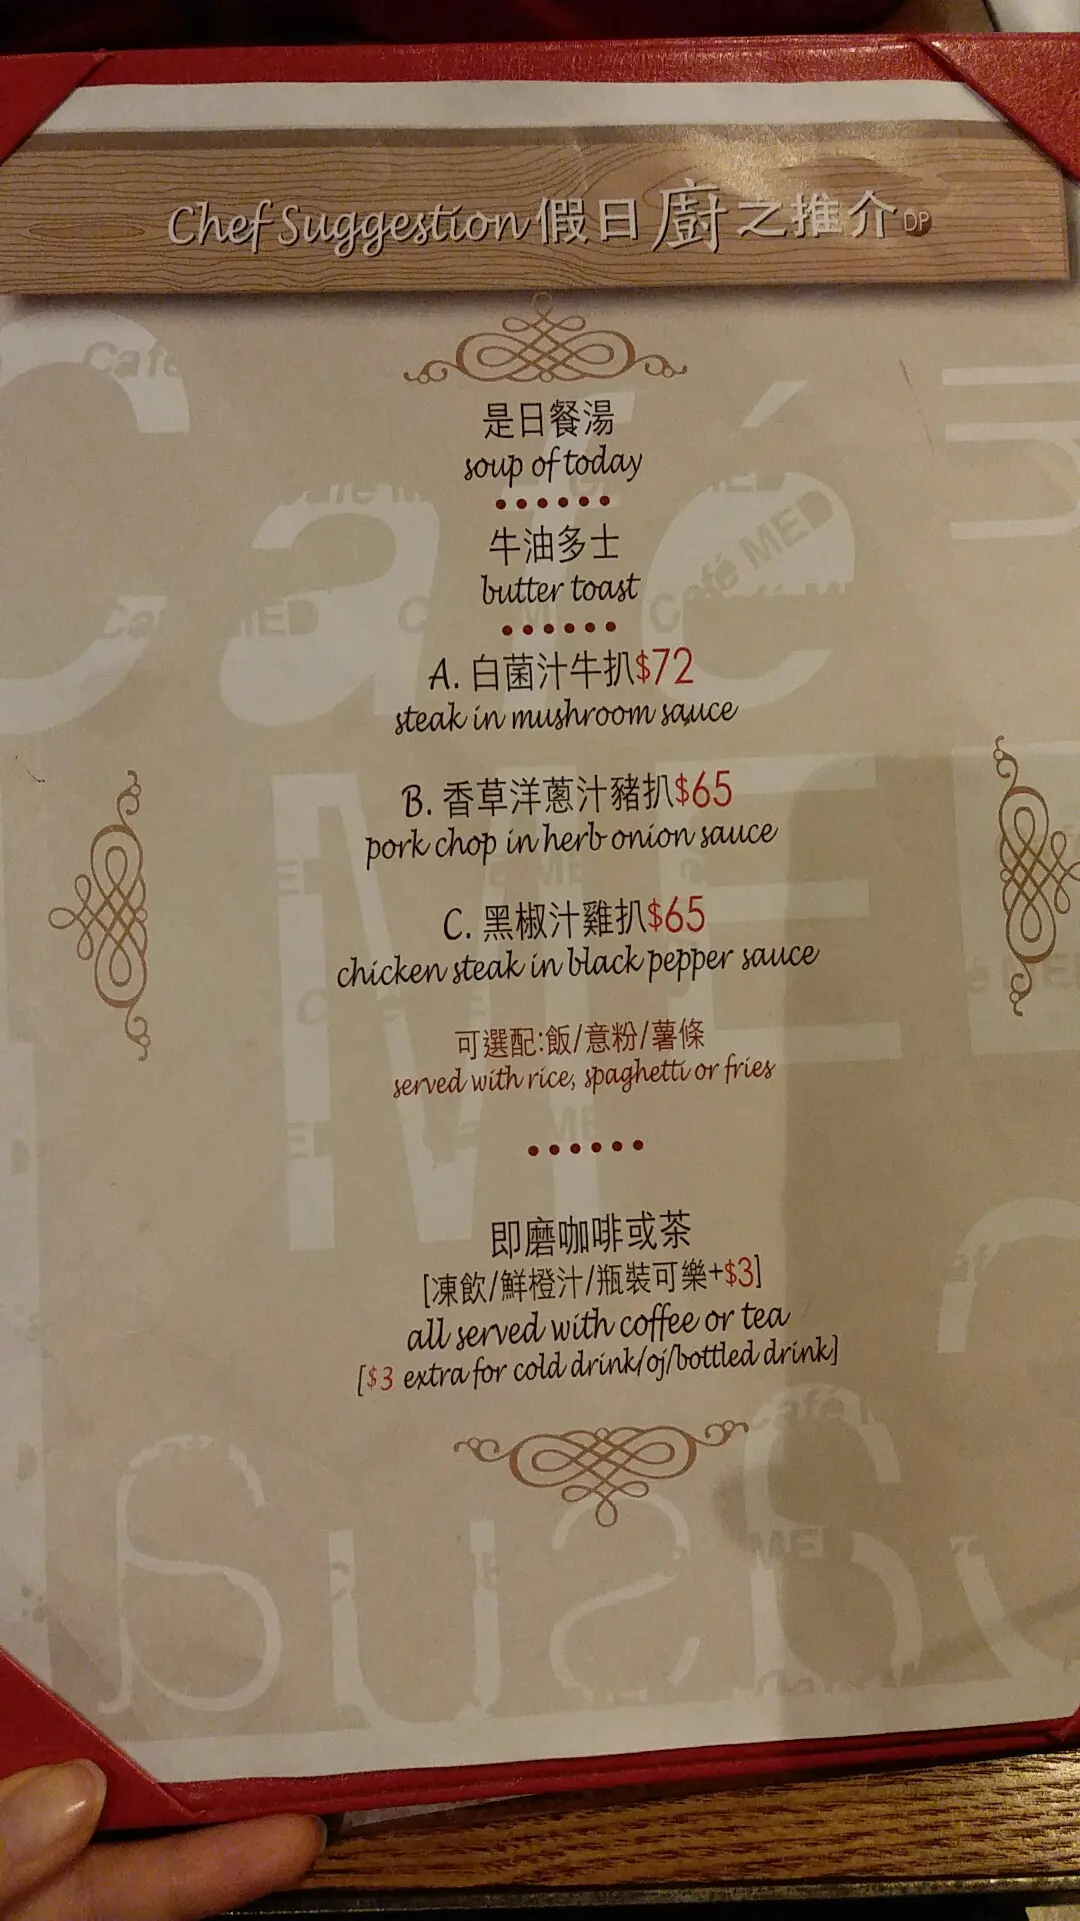 Chef Suggestion 假日廚之推介 DP
是日餐湯
soup of today
牛油多士
butter toast
A. 白菌汁牛扒$72
steak in mushroom sauce
B. 香草洋蔥汁豬扒$65
pork chop in herb onion sauce
C. 黑椒汁雞扒$65
chicken steak in black pepper sauce
可選配:飯/意粉/薯條
served with rice, spaghetti or fries
即磨咖啡或茶
[凍飲/鮮橙汁/瓶裝可樂+$3]
all served with coffee or tea
[$3 extra for cold drink/oj/bottled drink]
Café MED